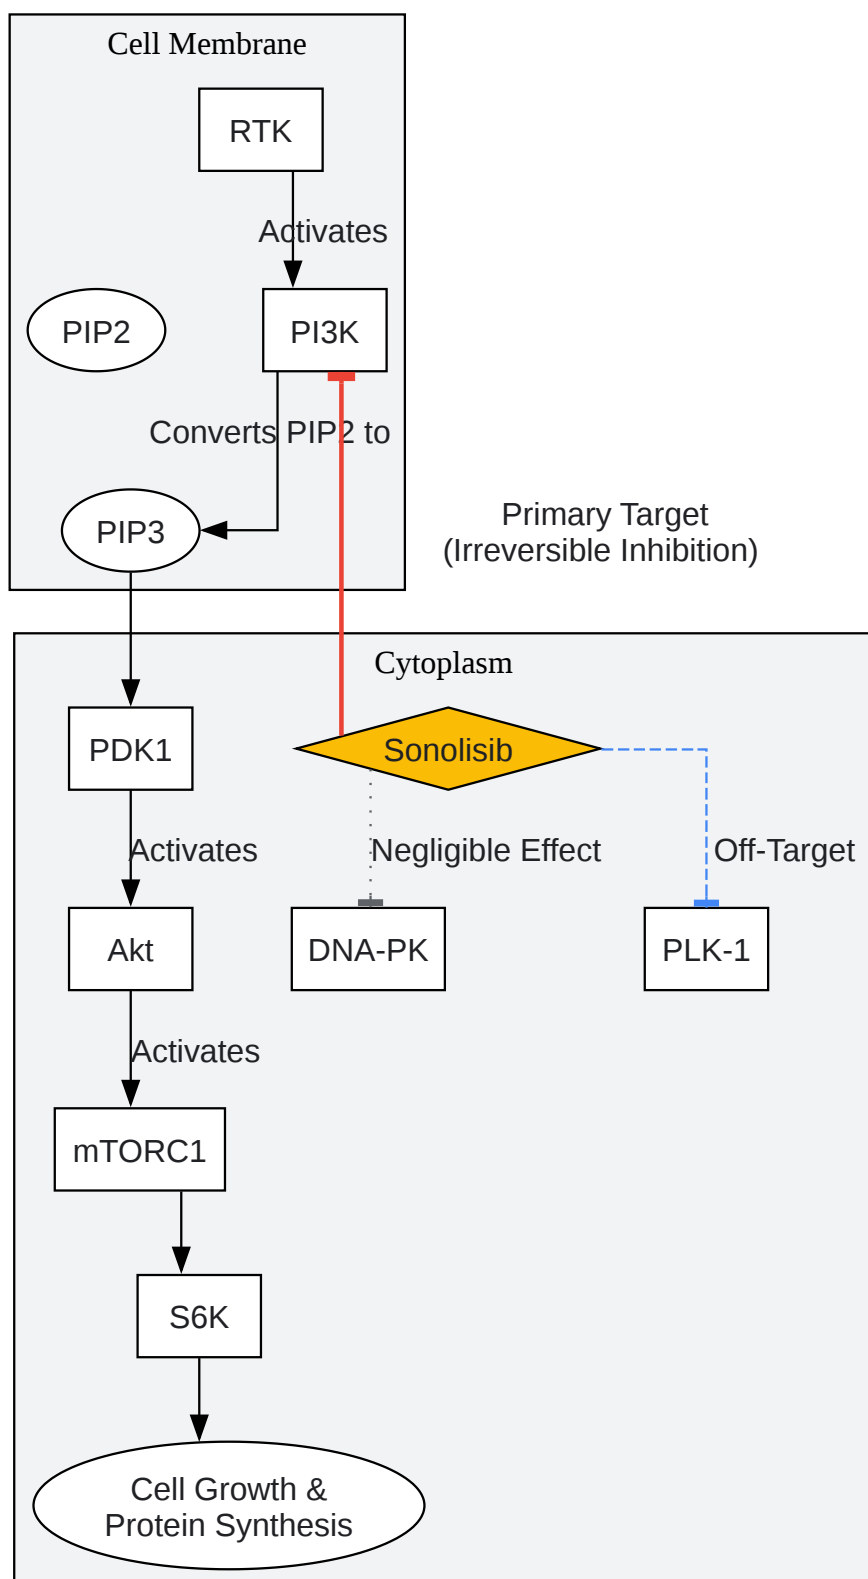 Cell Membrane
RTK
Activates
PIP2
PI3K
Converts PIP2 to
PIP3
Primary Target
(Irreversible Inhibition)
Cytoplasm
PDK1
Sonolisib
Activates
Negligible Effect
Off-Target
Akt
DNA-PK
PLK-1
Activates
mTORC1
S6K
Cell Growth &
Protein Synthesis